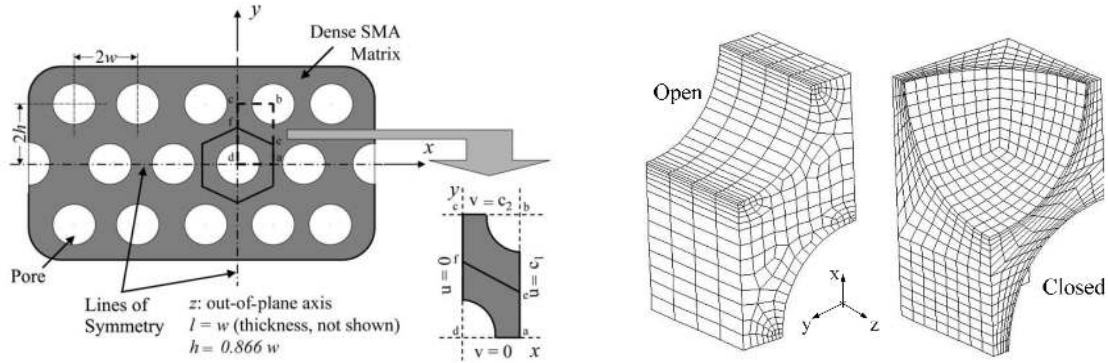 y
2w
Dense SMA
Matrix
2h
c
b
f
e
d
a
x
y
c
v = c2
b
Pore
u = 0
f
u = c1
e
Lines of
Symmetry
z: out-of-plane axis
l = w (thickness, not shown)
h = 0.866 w
d
a
v = 0
x
Open
Closed
x
y
z